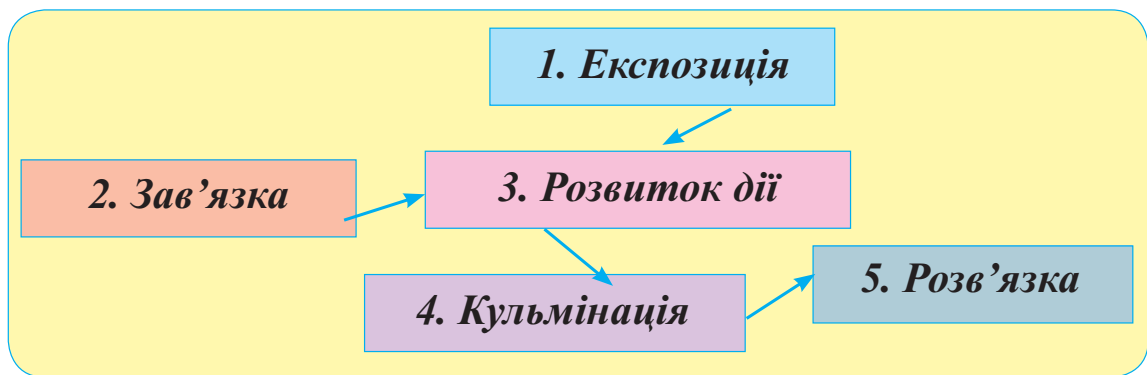 1. Експозиція
2. Зав’язка
3. Розвиток дії
4. Кульмінація
5. Розв’язка